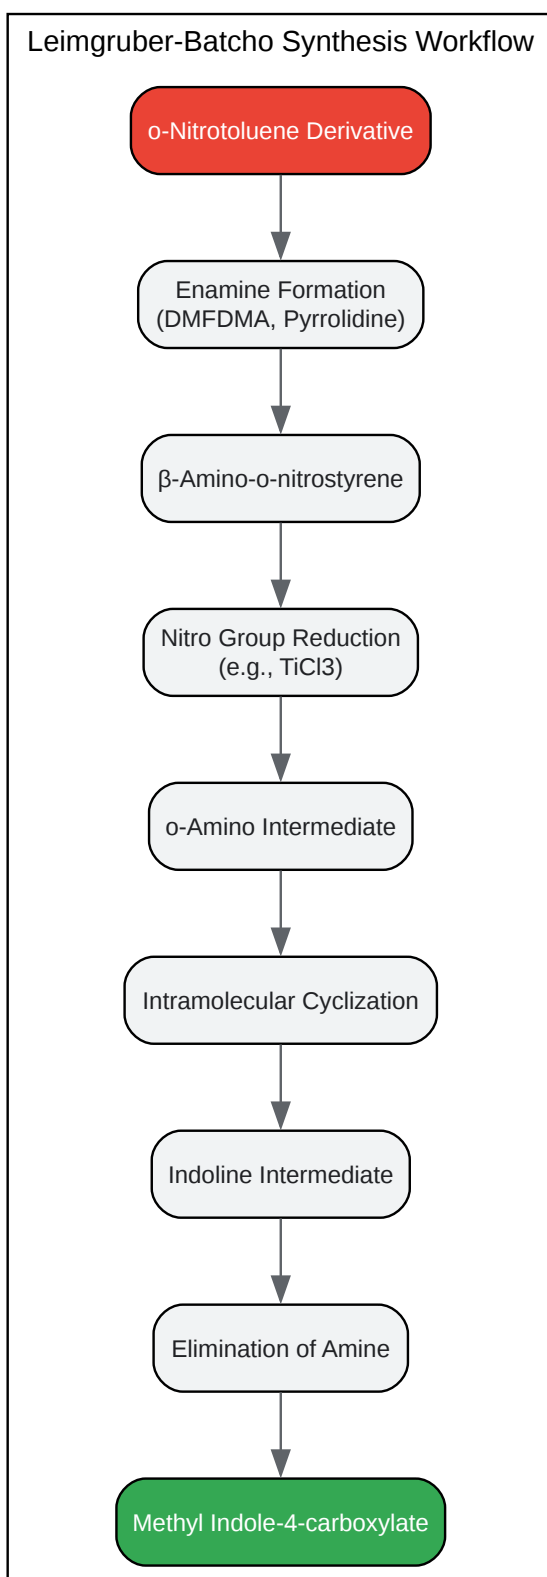 Leimgruber-Batcho Synthesis Workflow
o-Nitrotoluene Derivative
Enamine Formation
(DMFDMA, Pyrrolidine)
β-Amino-o-nitrostyrene
Nitro Group Reduction
(e.g., TiCl3)
o-Amino Intermediate
Intramolecular Cyclization
Indoline Intermediate
Elimination of Amine
Methyl Indole-4-carboxylate